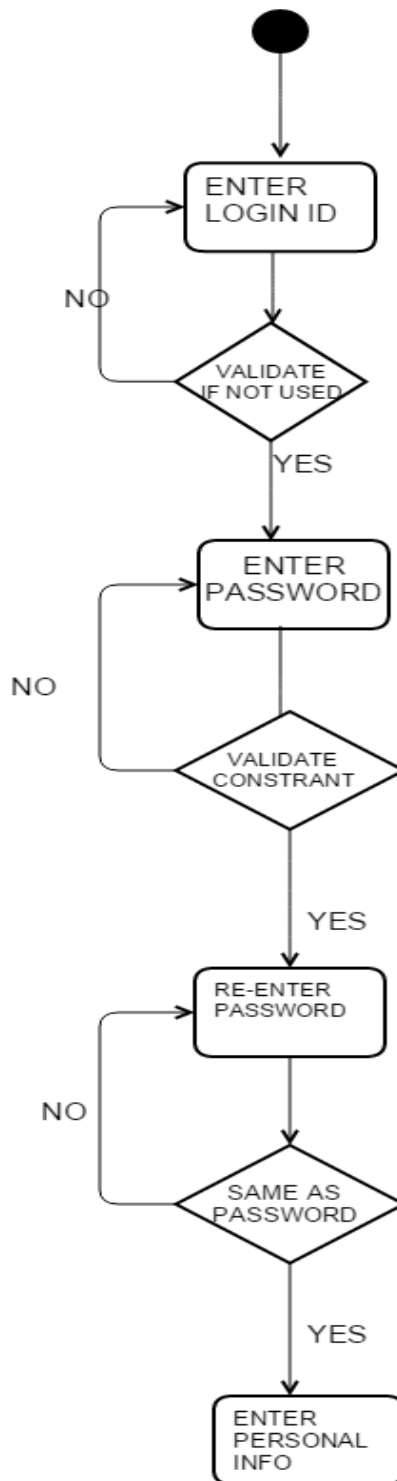 ENTER
LOGIN ID
NO
VALIDATE
IF NOT USED
YES
ENTER
PASSWORD
NO
VALIDATE
CONSTRANT
YES
RE-ENTER
PASSWORD
NO
SAME AS
PASSWORD
YES
ENTER
PERSONAL
INFO